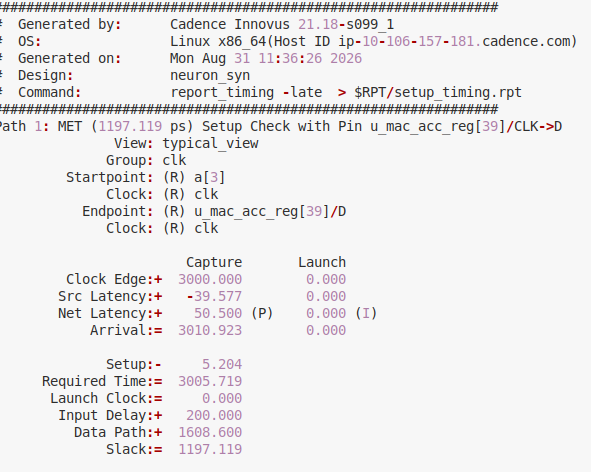 ###############################################################
#  Generated by:      Cadence Innovus 21.18-s099_1
#  OS:                Linux x86_64(Host ID ip-10-106-157-181.cadence.com)
#  Generated on:      Mon Aug 31 11:36:26 2026
#  Design:            neuron_syn
#  Command:           report_timing -late  > $RPT/setup_timing.rpt
###############################################################
Path 1: MET (1197.119 ps) Setup Check with Pin u_mac_acc_reg[39]/CLK->D
               View: typical_view
              Group: clk
         Startpoint: (R) a[3]
              Clock: (R) clk
           Endpoint: (R) u_mac_acc_reg[39]/D
              Clock: (R) clk

                        Capture       Launch
         Clock Edge:+  3000.000        0.000
        Src Latency:+   -39.577        0.000
        Net Latency:+    50.500 (P)    0.000 (I)
            Arrival:=  3010.923        0.000

              Setup:-     5.204
      Required Time:=  3005.719
       Launch Clock:=     0.000
        Input Delay:+   200.000
          Data Path:+  1608.600
              Slack:=  1197.119